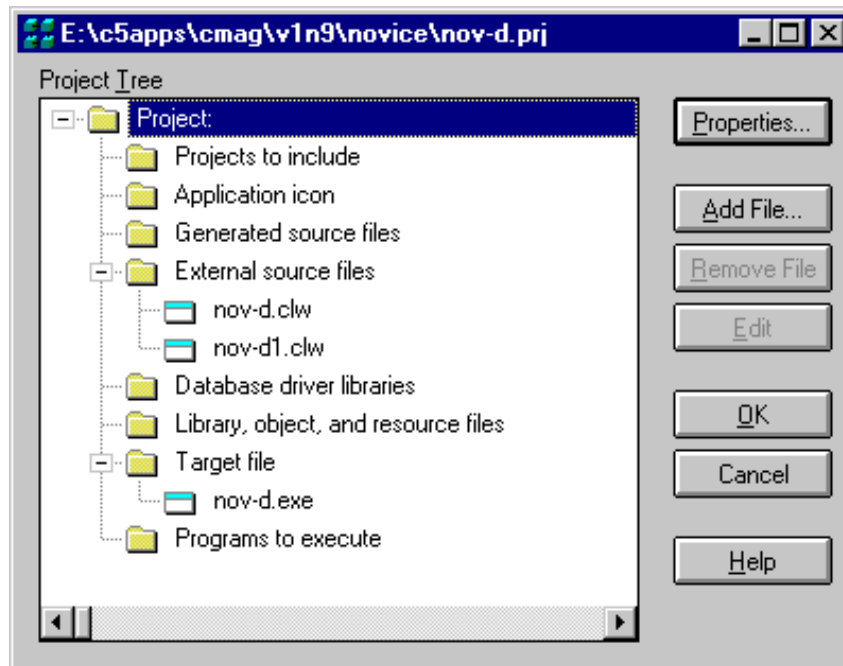 E:\c5apps\cmag\v1n9\novice\nov-d.prj
Project Tree
Project:
Projects to include
Application icon
Generated source files
External source files
nov-d.clw
nov-d1.clw
Database driver libraries
Library, object, and resource files
Target file
nov-d.exe
Programs to execute
Properties...
Add File...
Remove File
Edit
OK
Cancel
Help